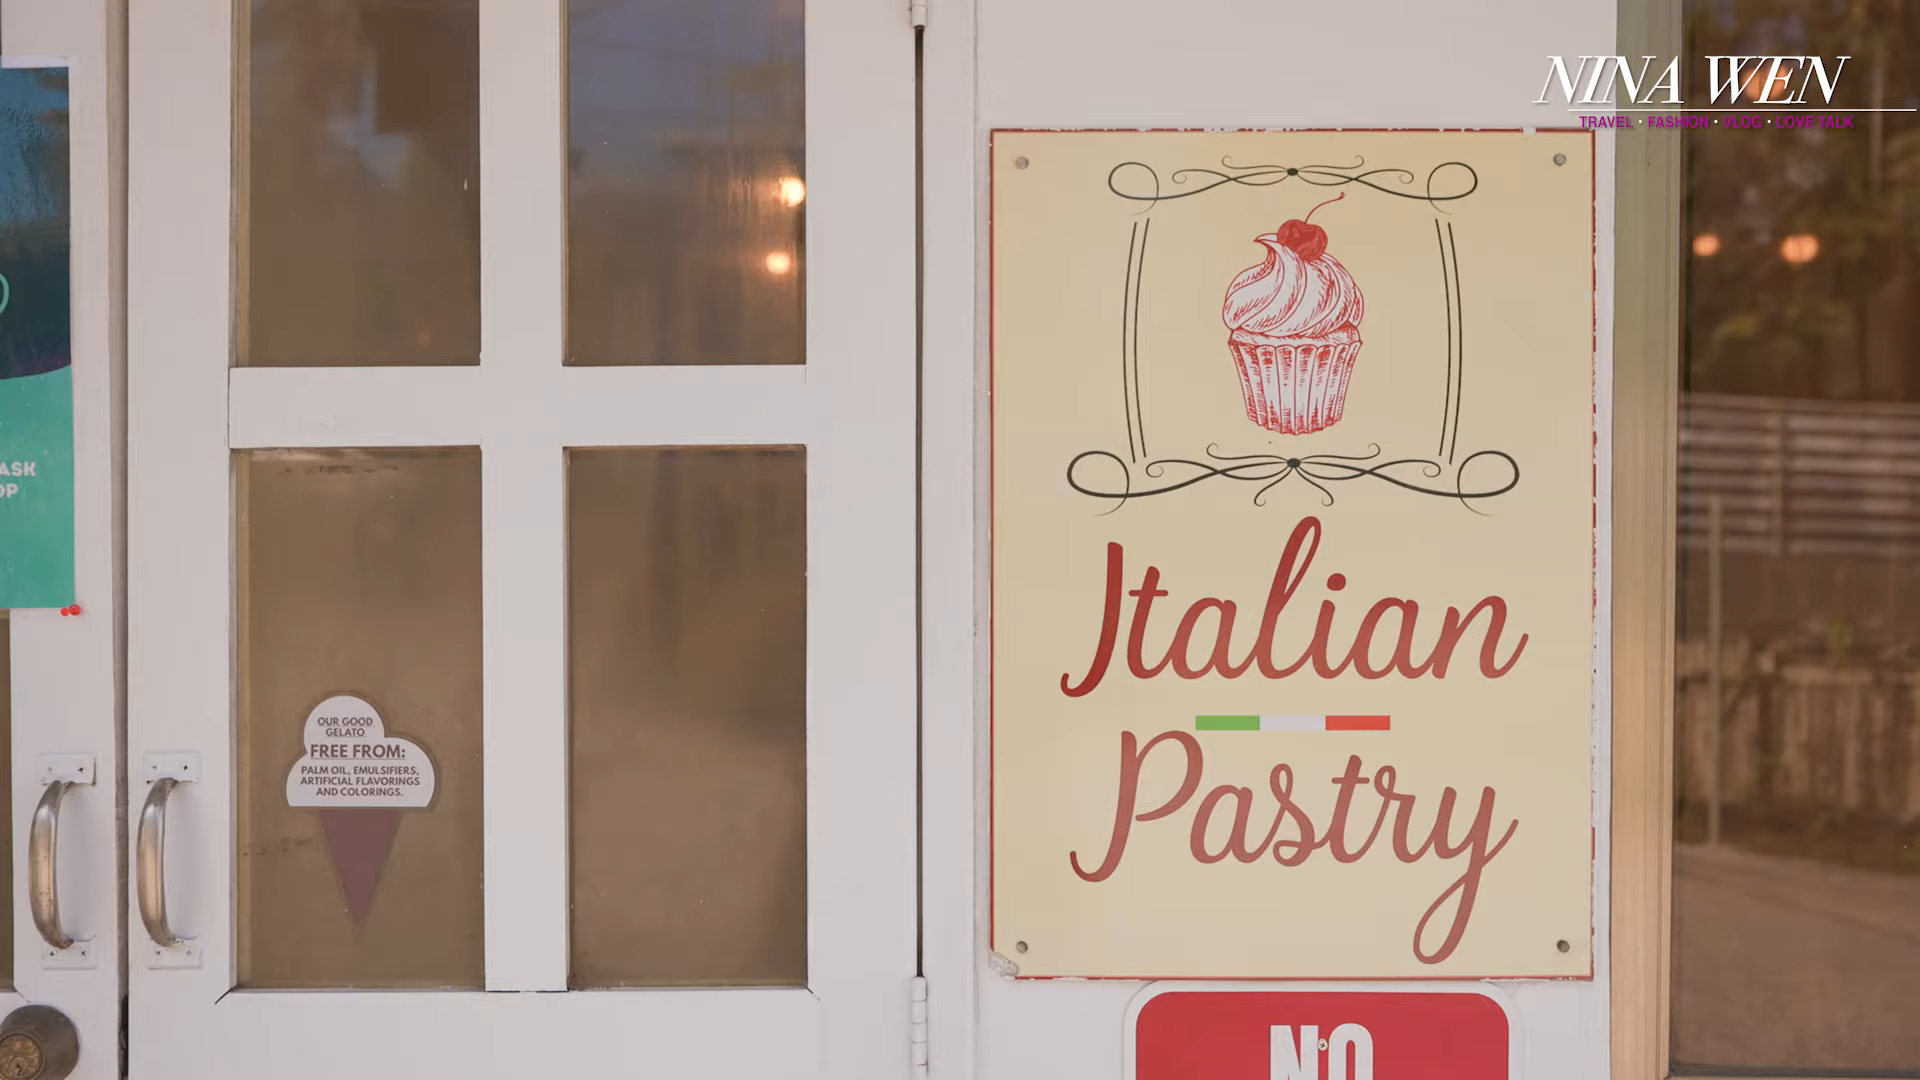 NINA WEN
TRAVEL • FASHION • VLOG • LOVE TALK
ASK
OP
OUR GOOD
GELATO
FREE FROM:
PALM OIL, EMULSIFIERS,
ARTIFICIAL FLAVORINGS
AND COLORINGS.
Italian
Pastry
NO